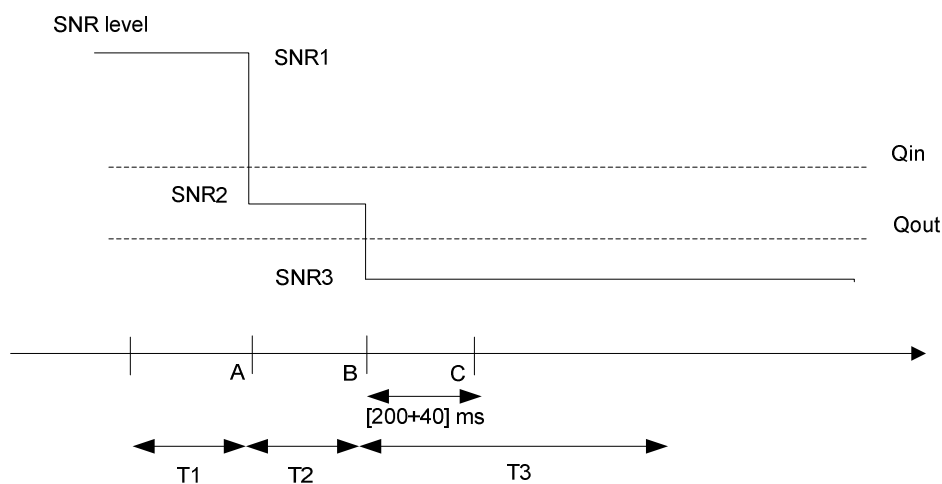 SNR level
SNR1
Qin
SNR2
Qout
SNR3
A B C
[200+40] ms
T1 T2 T3